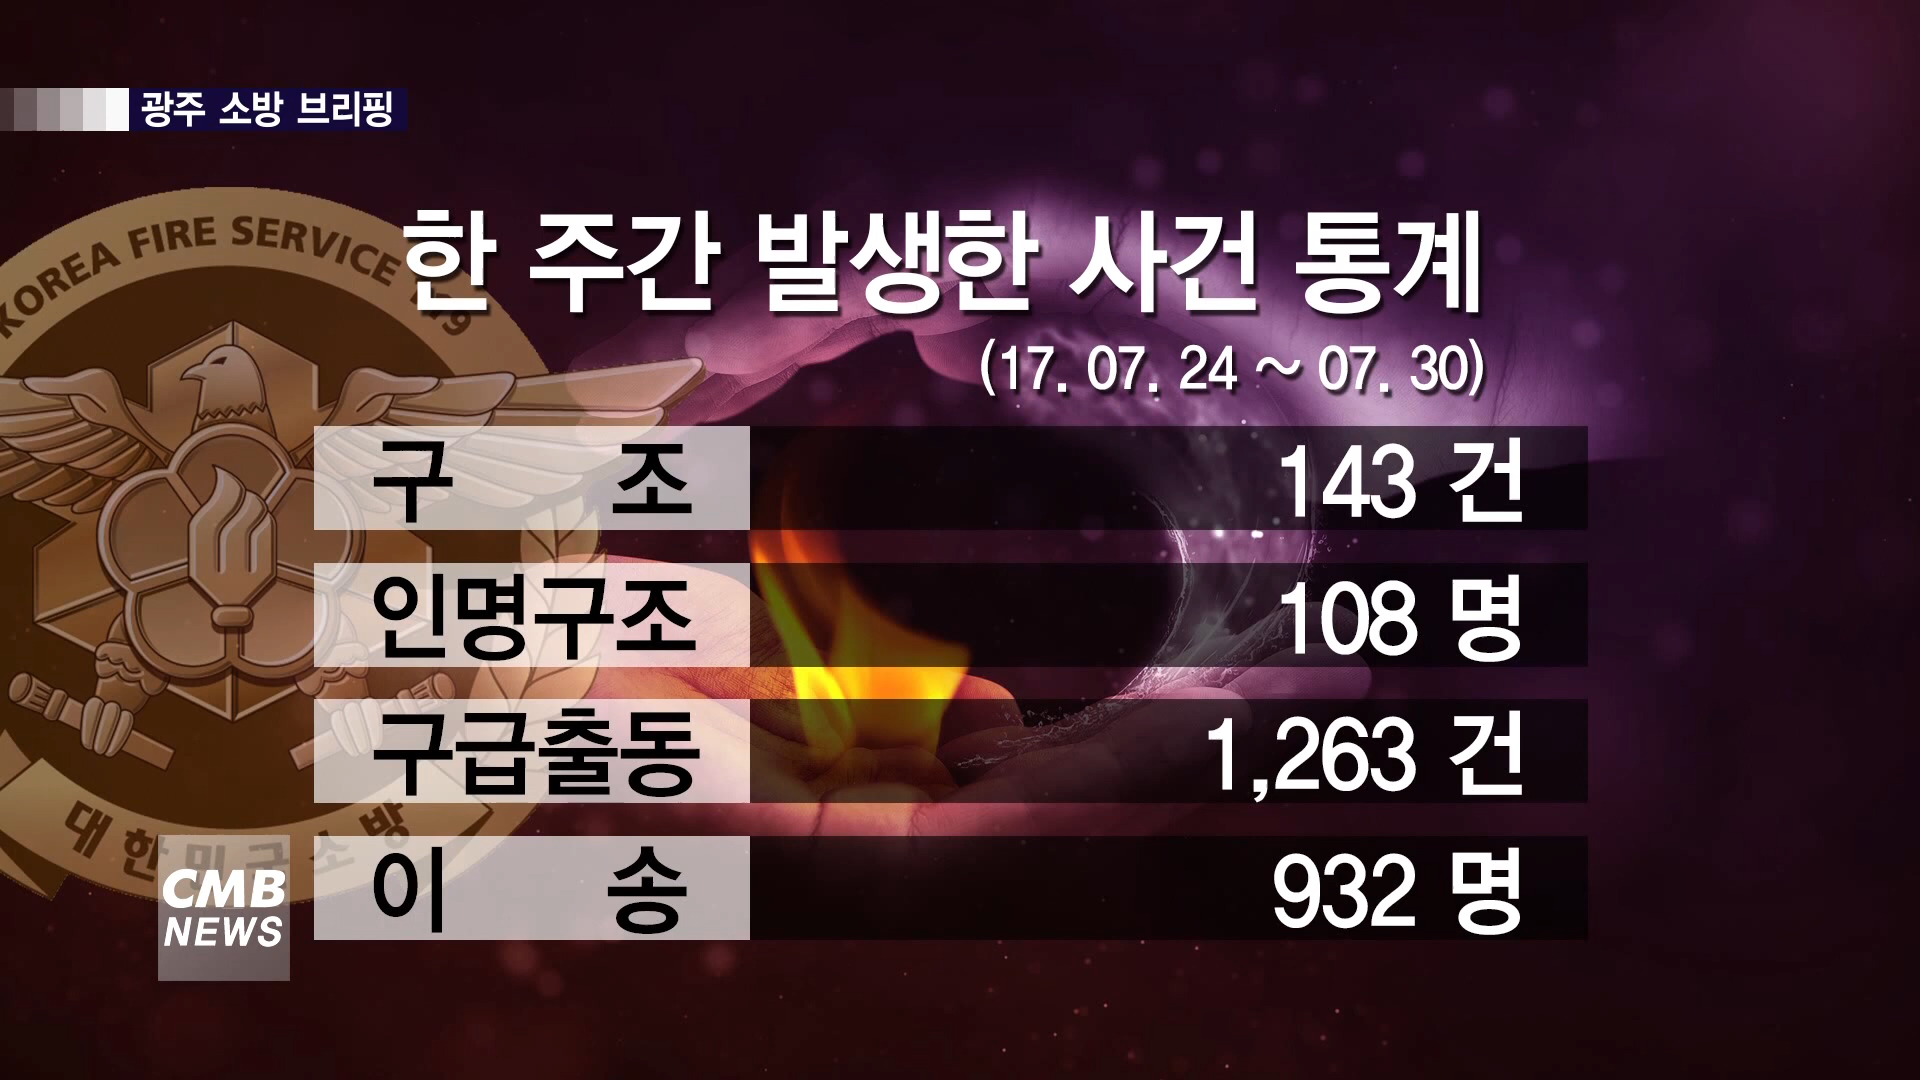 광주 소방 브리핑
KOREA FIRE SERVICE 119
한 주간 발생한 사건 통계
(17. 07. 24 ~ 07. 30)
구 조 143 건
인명구조 108 명
구급출동 1,263 건
이 송 932 명
대한민국소방
CMB
NEWS